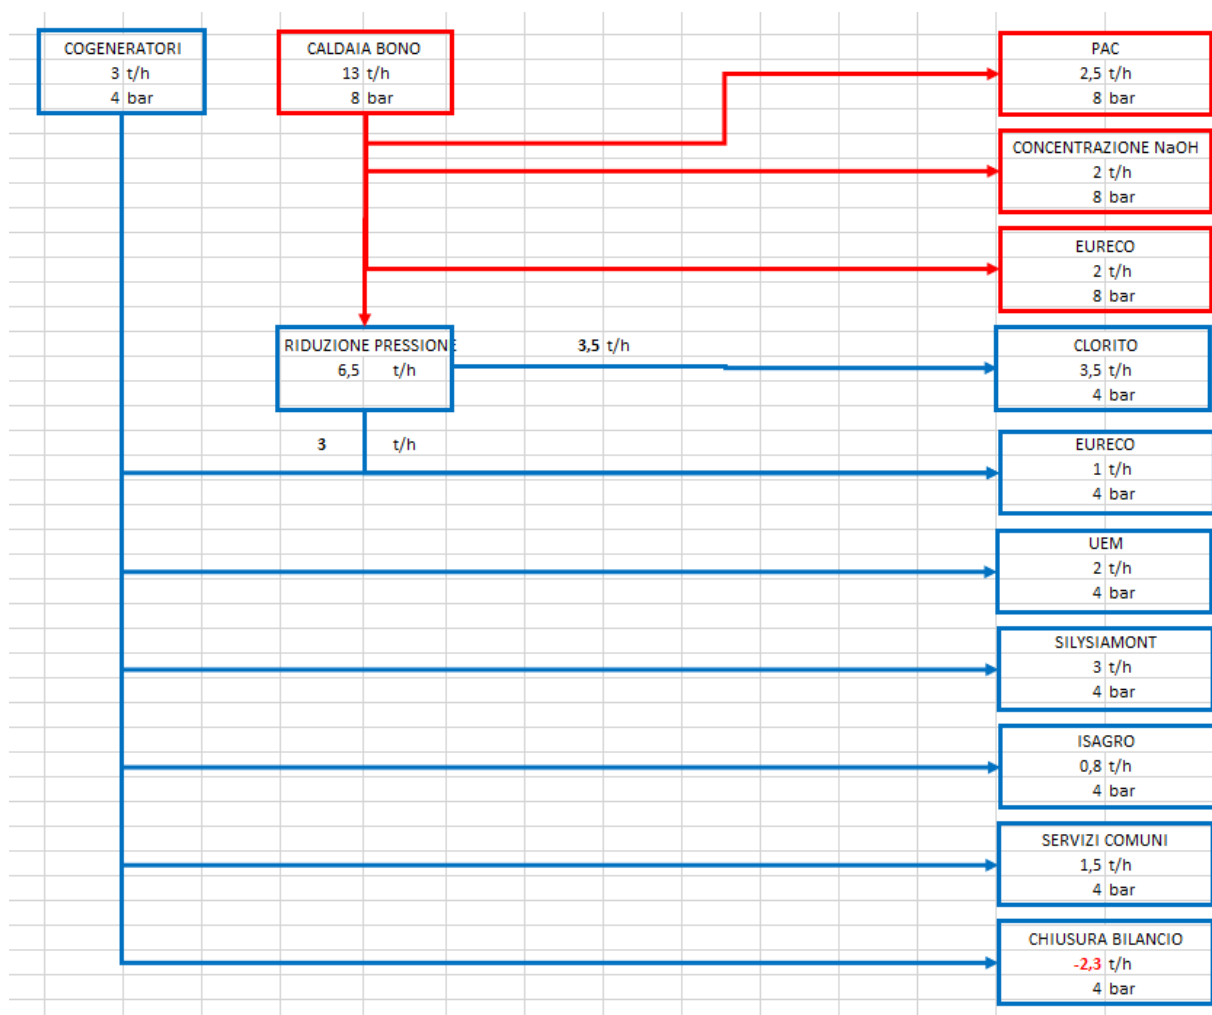 COGENERATORI
3 t/h
4 bar
CALDAIA BONO
13 t/h
8 bar
PAC
2,5 t/h
8 bar
CONCENTRAZIONE NaOH
2 t/h
8 bar
EURECO
2 t/h
8 bar
RIDUZIONE PRESSIONE
6,5 t/h
3,5 t/h
CLORITO
3,5 t/h
4 bar
3 t/h
EURECO
1 t/h
4 bar
UEM
2 t/h
4 bar
SILYSIAMONT
3 t/h
4 bar
ISAGRO
0,8 t/h
4 bar
SERVIZI COMUNI
1,5 t/h
4 bar
CHIUSURA BILANCIO
-2,3 t/h
4 bar